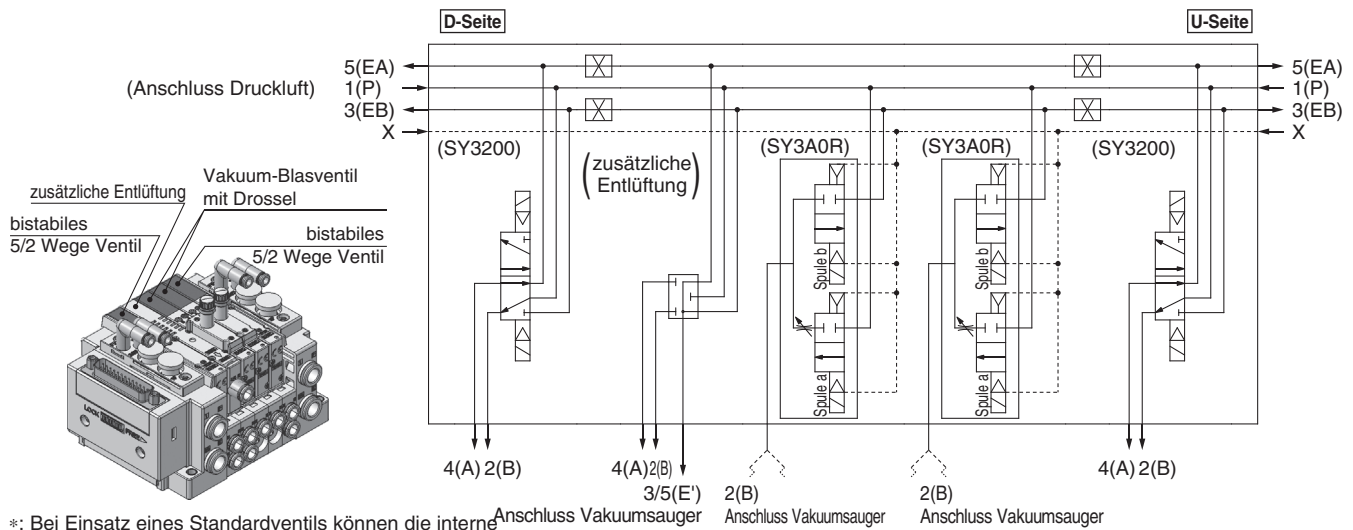 D-Seite
U-Seite
(Anschluss Druckluft)
5(EA)
1(P)
3(EB)
X
5(EA)
1(P)
3(EB)
X
(SY3200)
(zusätzliche
Entlüftung)
(SY3A0R)
(SY3A0R)
(SY3200)
zusätzliche Entlüftung
Vakuum-Blasventil
mit Drossel
bistabiles
5/2 Wege Ventil
bistabiles
5/2 Wege Ventil
Spule b
Spule a
Spule b
Spule a
LOCK
4(A) 2(B)
4(A) 2(B)
3/5(E')
Anschluss Vakuumsauger
2(B)
Anschluss Vakuumsauger
2(B)
Anschluss Vakuumsauger
4(A) 2(B)
*: Bei Einsatz eines Standardventils können die interne